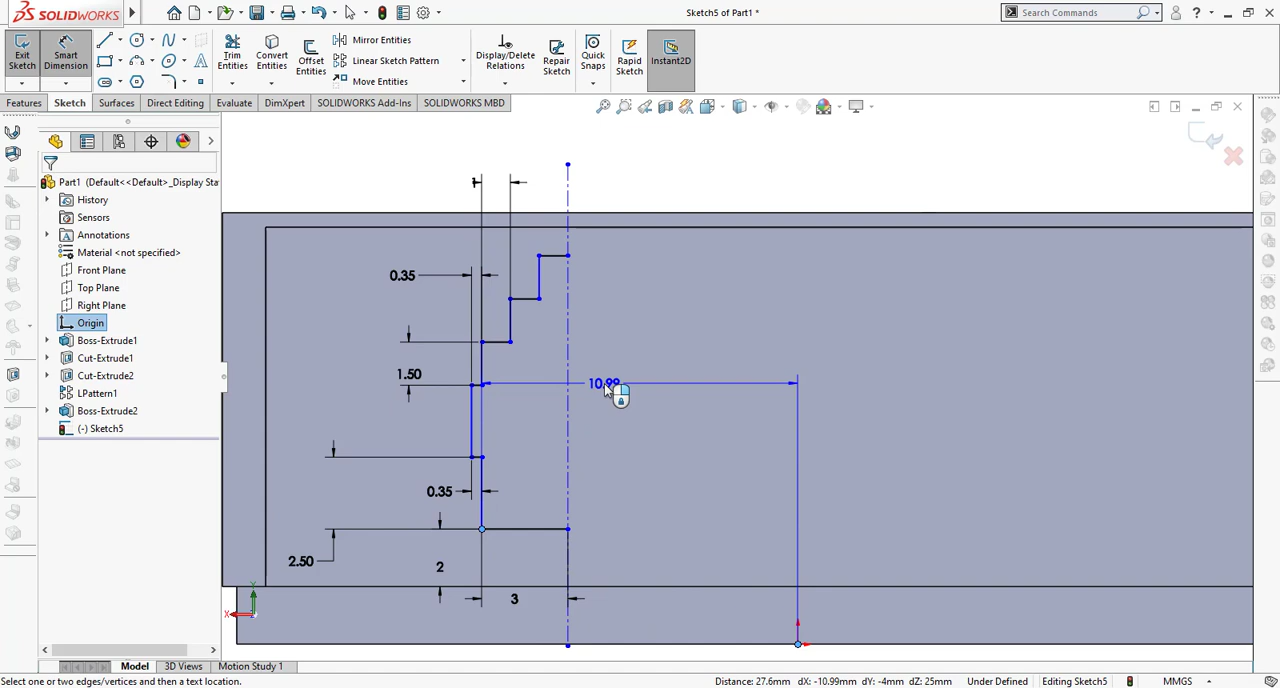 SOLIDWORKS
Sketch5 of Part1 *
Search Commands
Exit Sketch
Smart Dimension
Trim Entities
Convert Entities
Offset Entities
Mirror Entities
Linear Sketch Pattern
Move Entities
Display/Delete Relations
Repair Sketch
Quick Snaps
Rapid Sketch
Instant2D
Features
Sketch
Surfaces
Direct Editing
Evaluate
DimXpert
SOLIDWORKS Add-Ins
SOLIDWORKS MBD
Part1 (Default<<Default>_Display Sta
History
Sensors
Annotations
Material <not specified>
Front Plane
Top Plane
Right Plane
Origin
Boss-Extrude1
Cut-Extrude1
Cut-Extrude2
LPattern1
Boss-Extrude2
(-) Sketch5
1
0.35
1.50
10.99
0.35
2.50
2
3
Y
X
Model
3D Views
Motion Study 1
Select one or two edges/vertices and then a text location.
Distance: 27.6mm dX: -10.99mm dY: -4mm dZ: 25mm
Under Defined
Editing Sketch5
MMGS